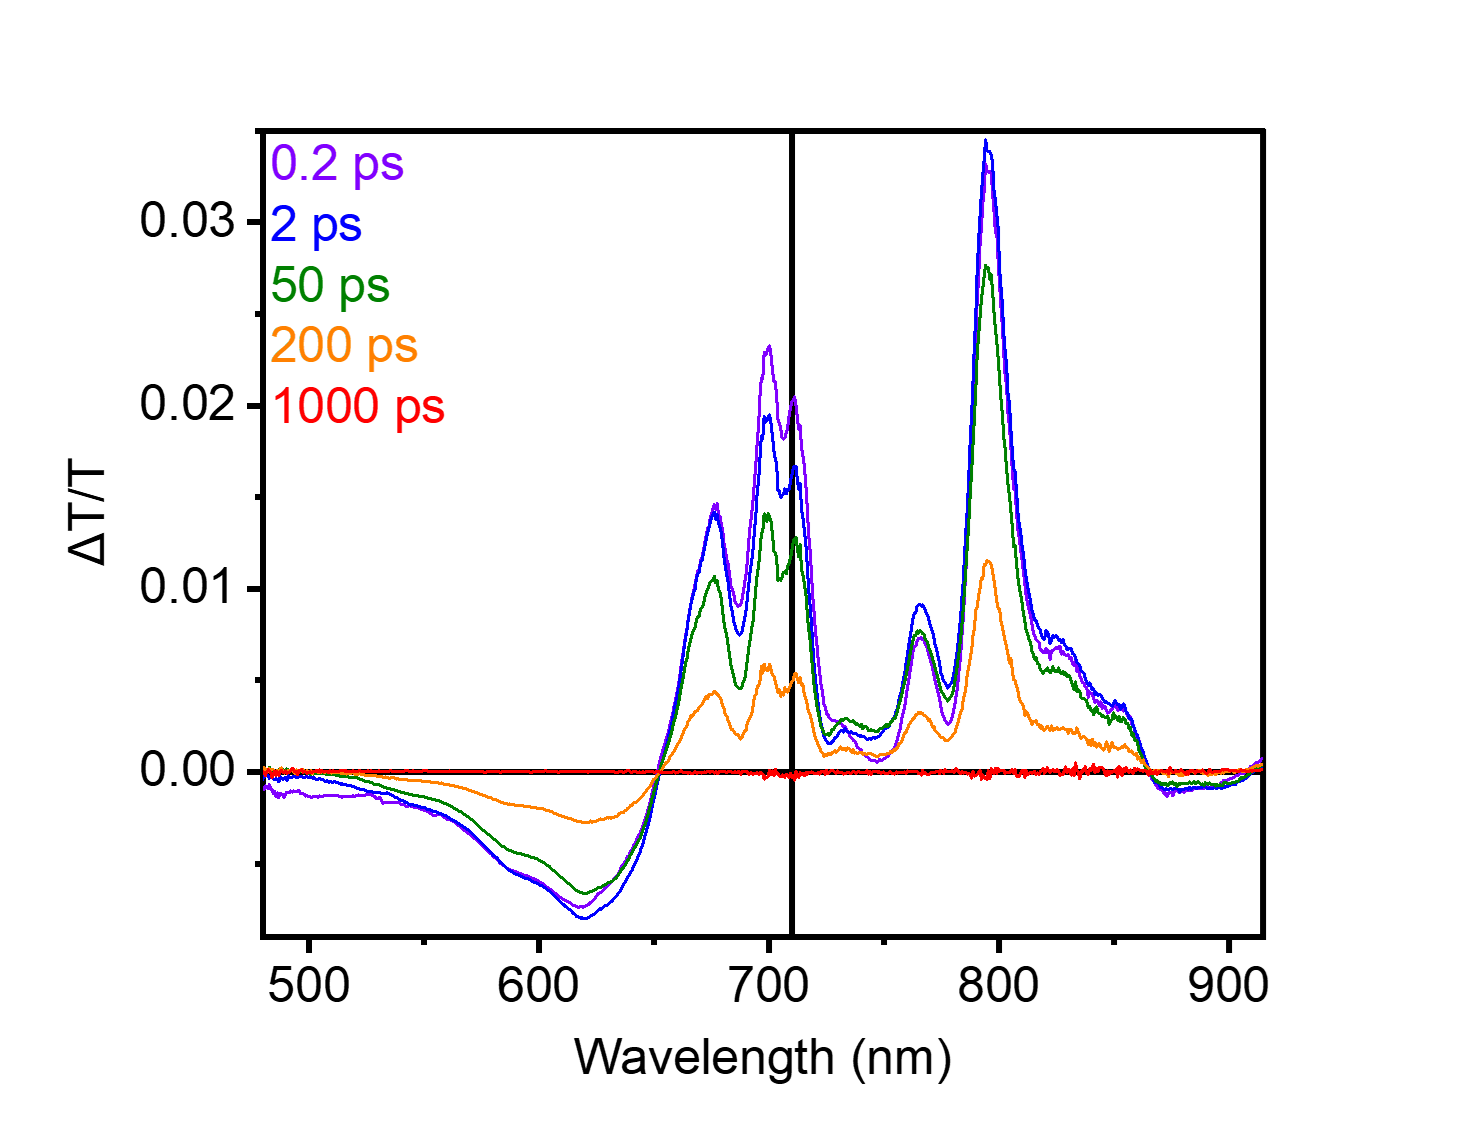 0.2 ps
2 ps
50 ps
200 ps
1000 ps
0.03
0.02
0.01
0.00
ΔT/T
500 600 700 800 900
Wavelength (nm)